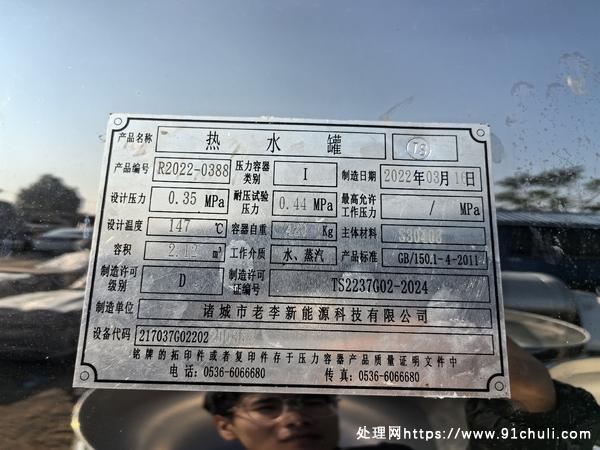 产品名称 热水罐 13
产品编号 R2022-0388 压力容器类别 I 制造日期 2022年03月1 日
设计压力 0.35 MPa 耐压试验压力 0.44 MPa 最高允许工作压力 / MPa
设计温度 147 ℃ 容器自重 Kg 主体材料 S30408
容积 2.12 m³ 工作介质 水、蒸汽 产品标准 GB/150.1-4-2011
制造许可级别 D 制造许可证编号 TS2237G02-2024
制造单位 诸城市老李新能源科技有限公司
设备代码 217037G02202
铭牌的拓印件或者复印件存于压力容器产品质量证明文件中
电话：0536-6066680 传真：0536-6066680
处理网https://www.91chuli.com/